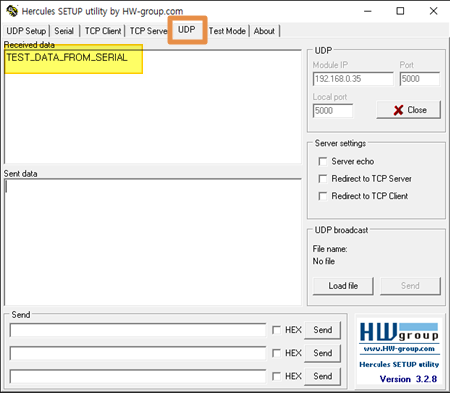 Hercules SETUP utility by HW-group.com
UDP Setup Serial TCP Client TCP Server UDP Test Mode About
Received data
TEST_DATA_FROM_SERIAL
Sent data
UDP
Module IP Port
192.168.0.35 5000
Local port
5000 Close
Server settings
Server echo
Redirect to TCP Server
Redirect to TCP Client
UDP broadcast
File name:
No file
Load file Send
Send
HEX Send
HEX Send
HEX Send
HW group
www.HW-group.com
Hercules SETUP utility
Version 3.2.8